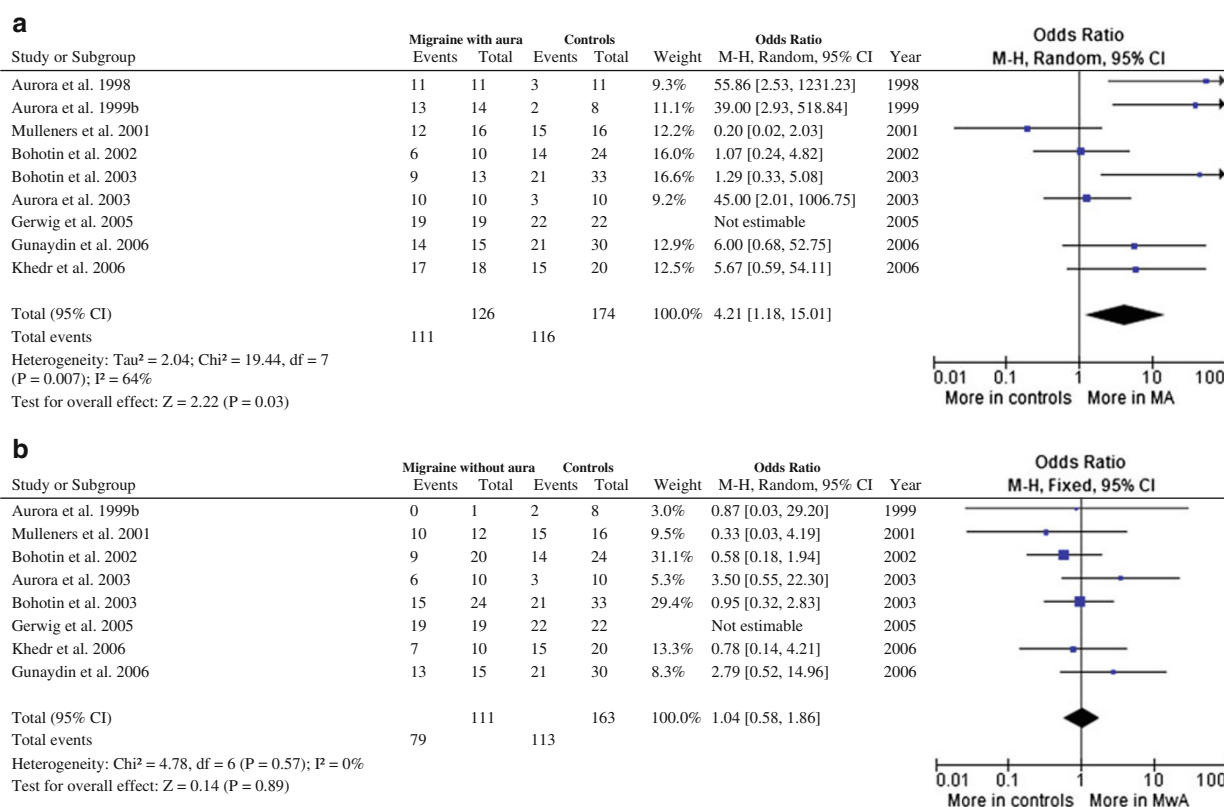 a
Migraine with aura Controls Odds Ratio
Study or Subgroup Events Total Events Total Weight M-H, Random, 95% CI Year
Aurora et al. 1998 11 11 3 11 9.3% 55.86 [2.53, 1231.23] 1998
Aurora et al. 1999b 13 14 2 8 11.1% 39.00 [2.93, 518.84] 1999
Mulleners et al. 2001 12 16 15 16 12.2% 0.20 [0.02, 2.03] 2001
Bohotin et al. 2002 6 10 14 24 16.0% 1.07 [0.24, 4.82] 2002
Bohotin et al. 2003 9 13 21 33 16.6% 1.29 [0.33, 5.08] 2003
Aurora et al. 2003 10 10 3 10 9.2% 45.00 [2.01, 1006.75] 2003
Gerwig et al. 2005 19 19 22 22 Not estimable 2005
Gunaydin et al. 2006 14 15 21 30 12.9% 6.00 [0.68, 52.75] 2006
Khedr et al. 2006 17 18 15 20 12.5% 5.67 [0.59, 54.11] 2006
Total (95% CI) 126 174 100.0% 4.21 [1.18, 15.01]
Total events 111 116
Heterogeneity: Tau² = 2.04; Chi² = 19.44, df = 7
(P = 0.007); I² = 64%
Test for overall effect: Z = 2.22 (P = 0.03)
Odds Ratio
M-H, Random, 95% CI
0.01 0.1 1 10 100
More in controls More in MA
b
Migraine without aura Controls Odds Ratio
Study or Subgroup Events Total Events Total Weight M-H, Random, 95% CI Year
Aurora et al. 1999b 0 1 2 8 3.0% 0.87 [0.03, 29.20] 1999
Mulleners et al. 2001 10 12 15 16 9.5% 0.33 [0.03, 4.19] 2001
Bohotin et al. 2002 9 20 14 24 31.1% 0.58 [0.18, 1.94] 2002
Aurora et al. 2003 6 10 3 10 5.3% 3.50 [0.55, 22.30] 2003
Bohotin et al. 2003 15 24 21 33 29.4% 0.95 [0.32, 2.83] 2003
Gerwig et al. 2005 19 19 22 22 Not estimable 2005
Khedr et al. 2006 7 10 15 20 13.3% 0.78 [0.14, 4.21] 2006
Gunaydin et al. 2006 13 15 21 30 8.3% 2.79 [0.52, 14.96] 2006
Total (95% CI) 111 163 100.0% 1.04 [0.58, 1.86]
Total events 79 113
Heterogeneity: Chi² = 4.78, df = 6 (P = 0.57); I² = 0%
Test for overall effect: Z = 0.14 (P = 0.89)
Odds Ratio
M-H, Fixed, 95% CI
0.01 0.1 1 10 100
More in controls More in MwA